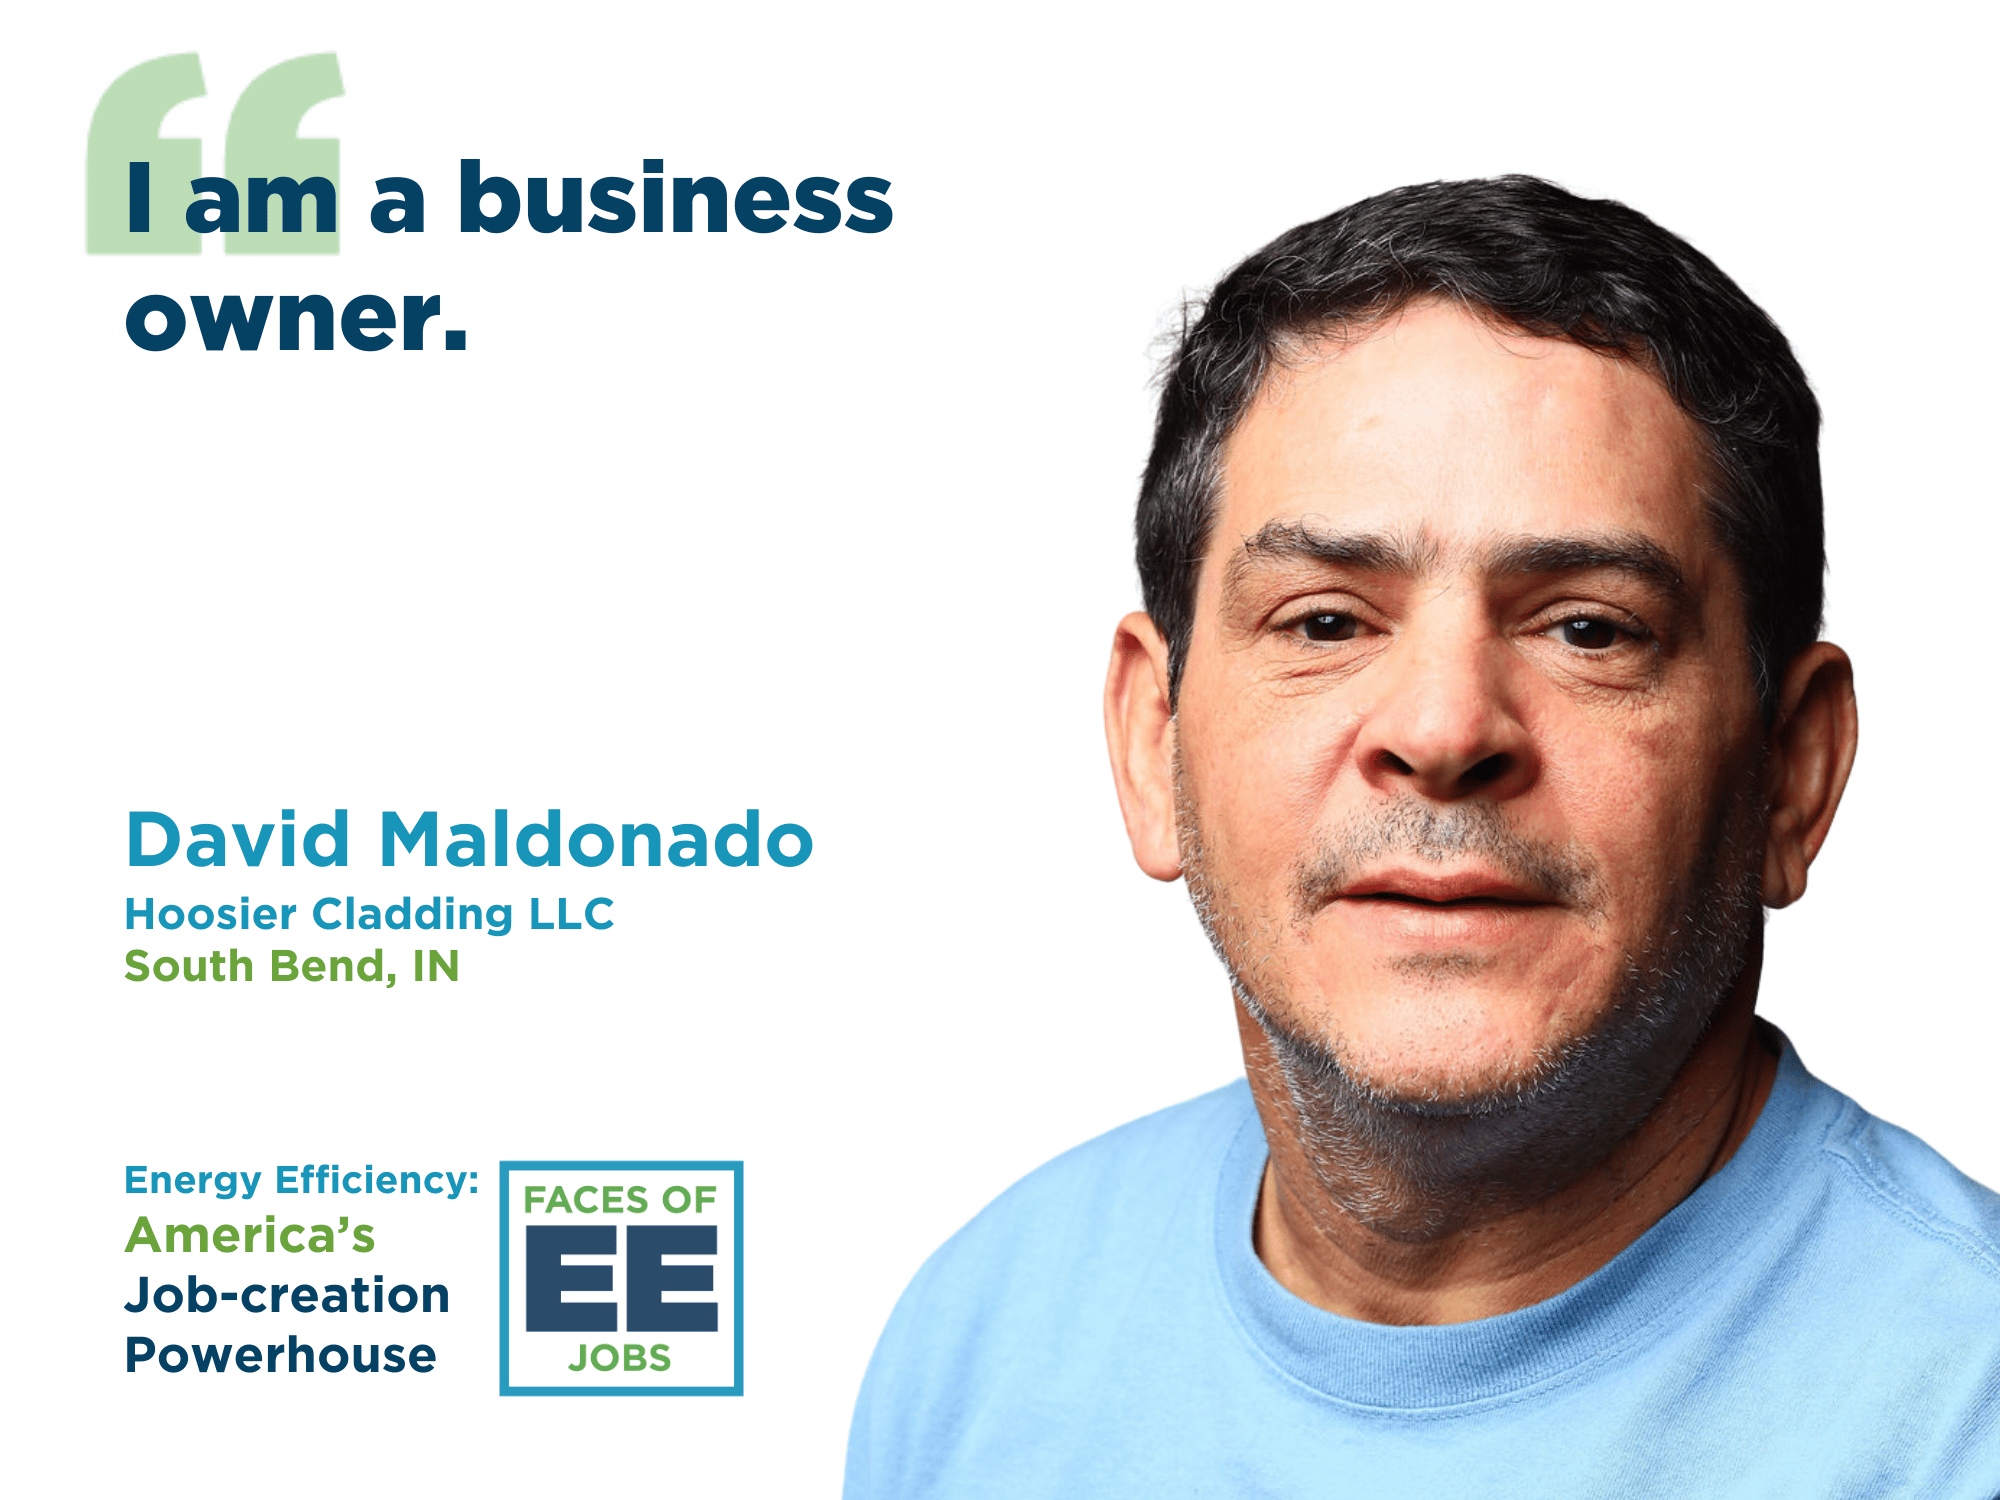 I am a business
owner.
David Maldonado
Hoosier Cladding LLC
South Bend, IN
Energy Efficiency:
America’s
Job-creation
Powerhouse
FACES OF
EE
JOBS